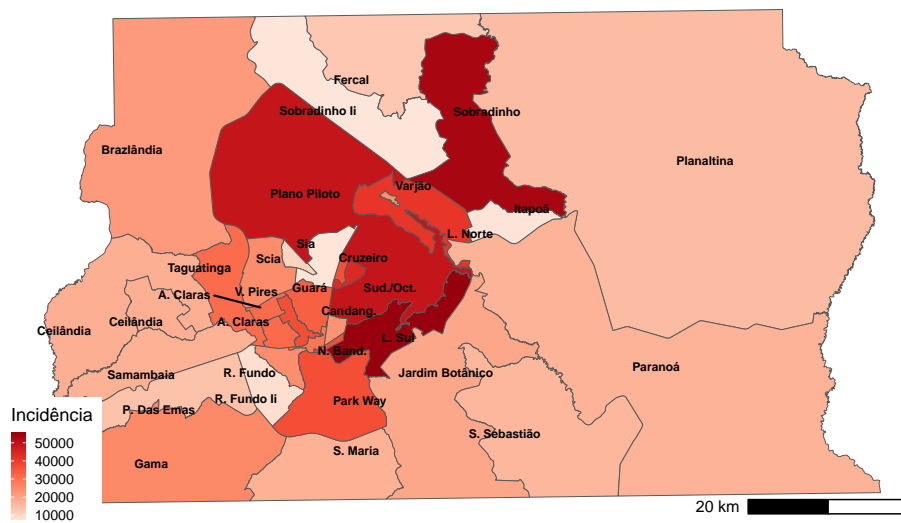 Fercal
Sobradinho Ii
Sobradinho
Brazlândia
Planaltina
Plano Piloto
Varjão
Itapoã
L. Norte
Sia
Scia
Cruzeiro
Taguatinga
V. Pires
Guará
Sud./Oct.
A. Claras
Candang.
Ceilândia
Ceilândia
A. Claras
L. Sul
N. Band.
Samambaia
R. Fundo
Jardim Botânico
Paranoá
R. Fundo Ii
Park Way
P. Das Emas
S. Sebastião
S. Maria
Gama
Incidência
50000
40000
30000
20000
10000
20 km